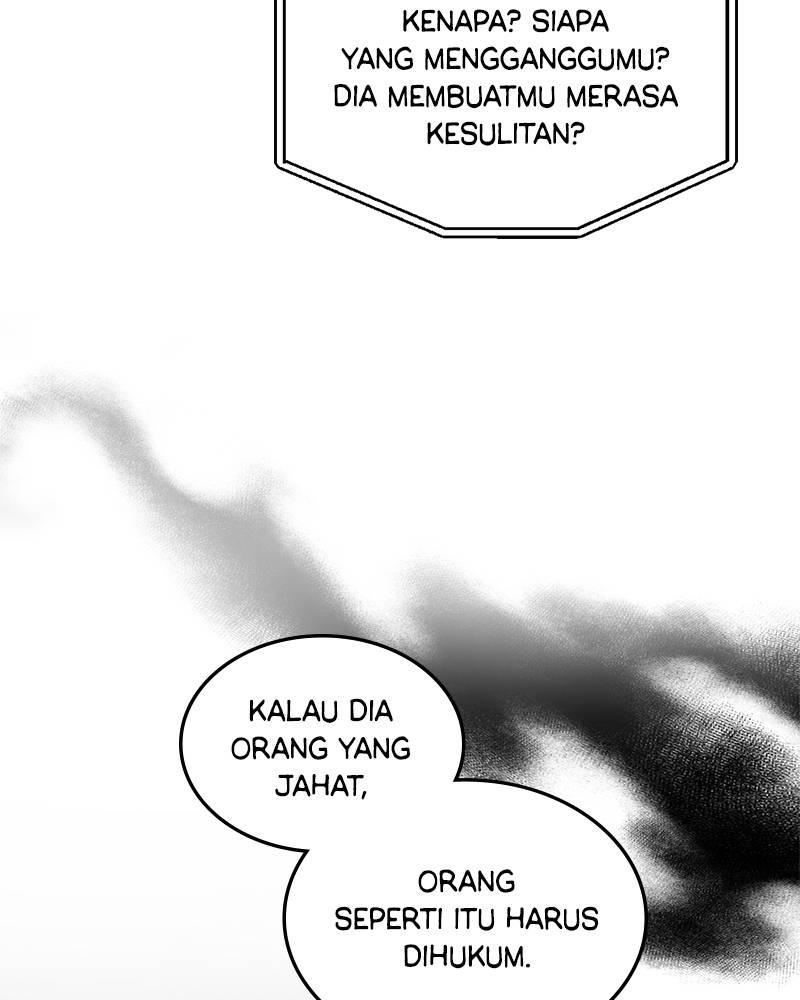 KENAPA? SIAPA
YANG MENGGANGGUMU?
DIA MEMBUATMU MERASA
KESULITAN?
KALAU DIA
ORANG YANG
JAHAT,
ORANG
SEPERTI ITU HARUS
DIHUKUM.